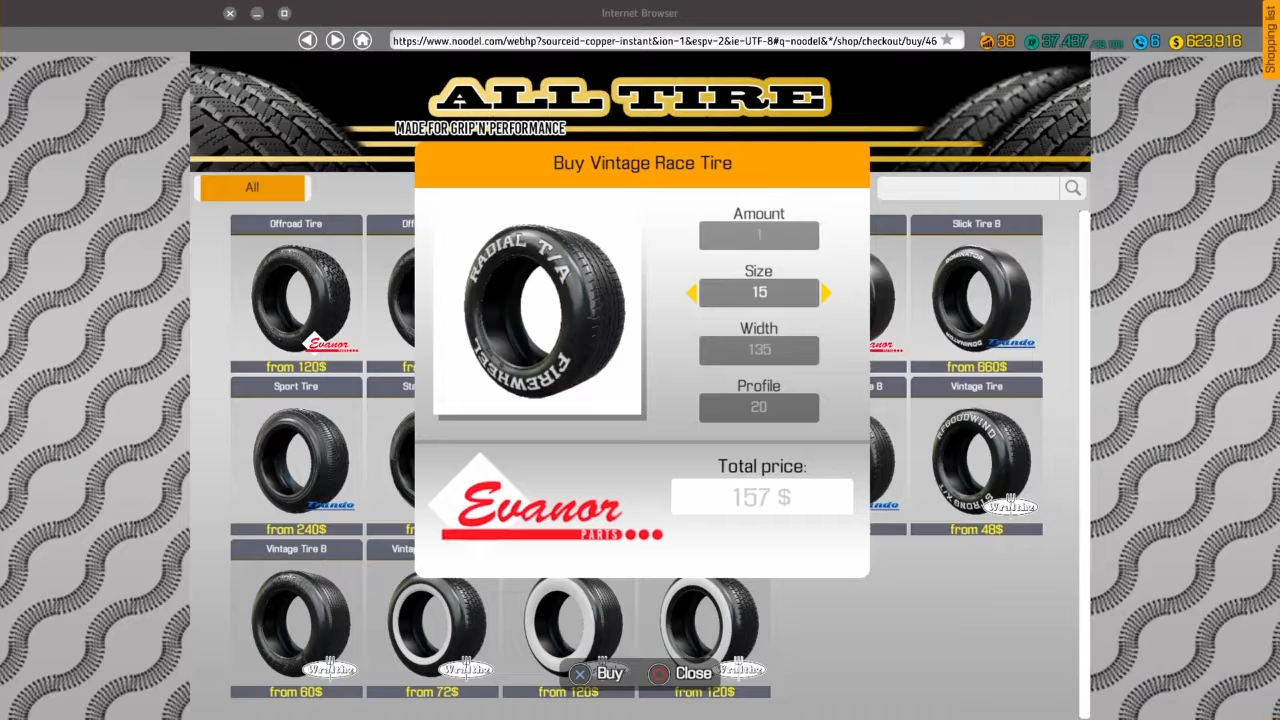 Internet Browser
https://www.noodel.com/webhp?sourceid-copper-instant&ion-1&espv-2&ie-UTF-8#q-noodel&*/shop/checkout/buy/46
38
XP 37,437
6
$ 623,916
Shopping list
ALL TIRE
MADE FOR GRIP'N'PERFORMANCE
Buy Vintage Race Tire
All
Amount
1
Size
15
Width
135
Profile
20
Total price:
157 $
RADIAL T/A
FIREWHEEL
Evanor
PARTS
Offroad Tire
Evanor
from 120$
Slick Tire B
DOMINATOR
DOMINATOR
from 660$
Sport Tire
from 240$
Vintage Tire
from 48$
Vintage Tire B
from 60$
from 72$
from 120$
from 120$
Buy
Close